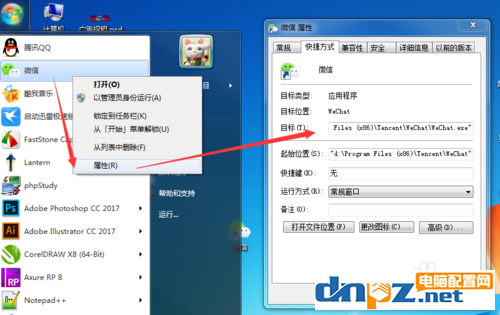 计算机
腾讯QQ
微信
酷我音乐
启动迅雷极速版
FastStone Cap
Lantern
phpStudy
Adobe Photoshop CC 2017
Adobe Illustrator CC 2017
CorelDRAW X8 (64-Bit)
Axure RP 8
Notepad++
打开(O)
以管理员身份运行(A)
锁定到任务栏(K)
从「开始」菜单解锁(U)
从列表中删除(F)
属性(R)
帮助和支持
运行...
微信 属性
常规
快捷方式
兼容性
安全
详细信息
以前的版本
微信
目标类型: 应用程序
目标位置: WeChat
目标(T): Files (x86)\Tencent\WeChat\WeChat.exe"
起始位置(S): "d:\Program Files (x86)\Tencent\WeChat"
快捷键(K): 无
运行方式(R): 常规窗口
备注(O):
打开文件位置(F)
更改图标(C)...
高级(D)...
dnpz.net
电脑配置网